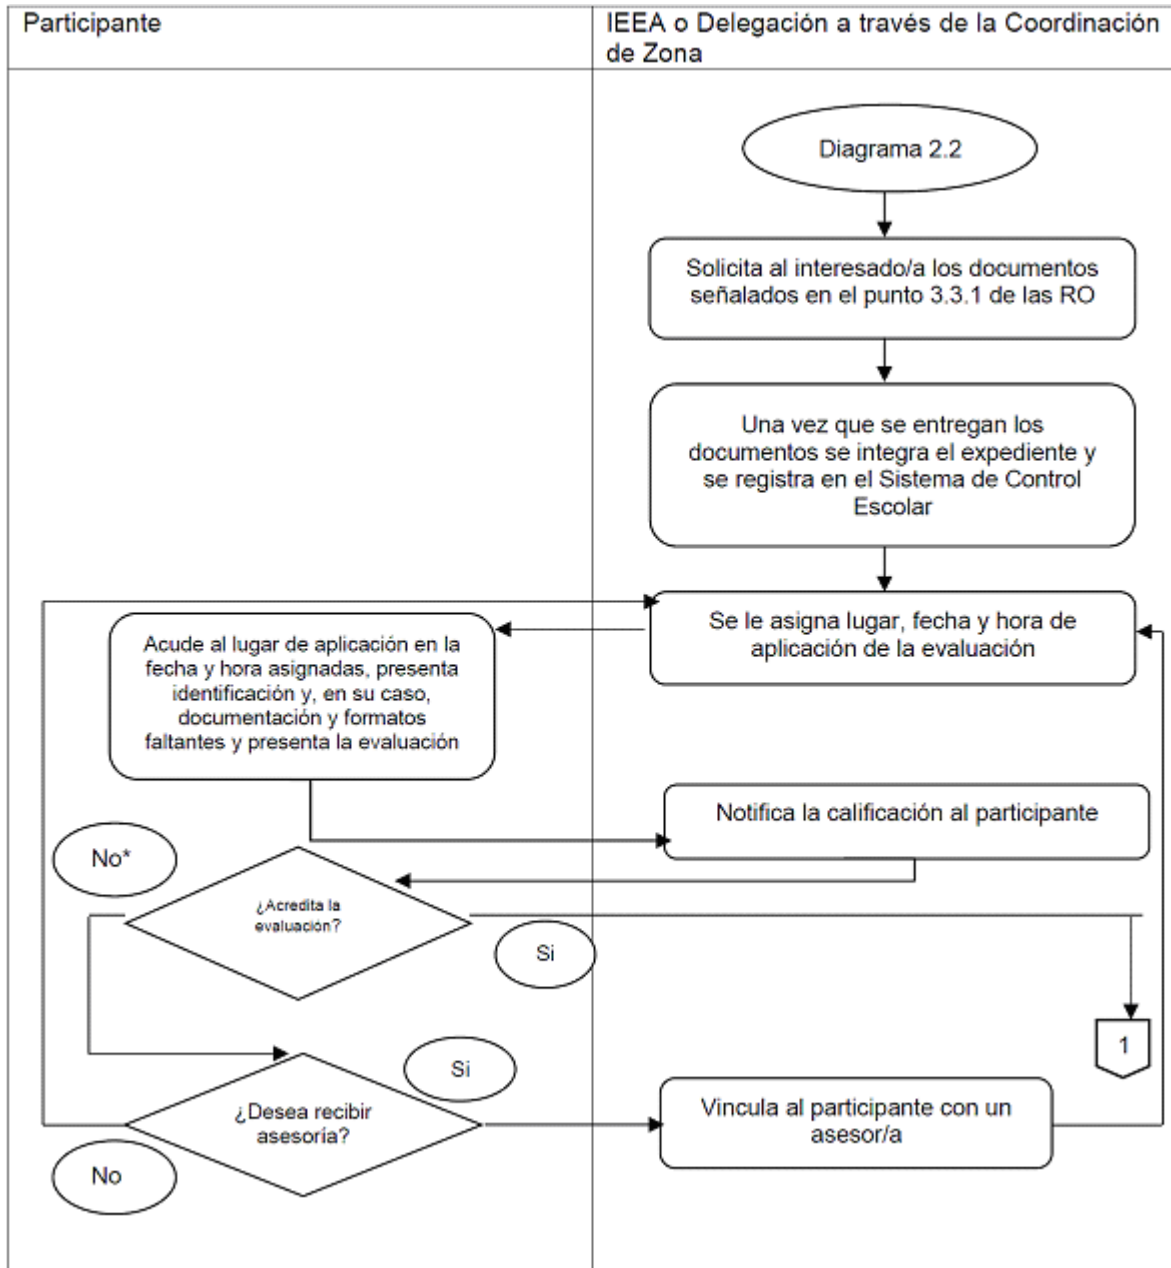 Participante
IEEA o Delegación a través de la Coordinación
de Zona
Diagrama 2.2
Solicita al interesado/a los documentos
señalados en el punto 3.3.1 de las RO
Una vez que se entregan los
documentos se integra el expediente y
se registra en el Sistema de Control
Escolar
Se le asigna lugar, fecha y hora de
aplicación de la evaluación
Acude al lugar de aplicación en la
fecha y hora asignadas, presenta
identificación y, en su caso,
documentación y formatos
faltantes y presenta la evaluación
Notifica la calificación al participante
No*
¿Acredita la
evaluación?
Si
1
Si
¿Desea recibir
asesoría?
Vincula al participante con un
asesor/a
No